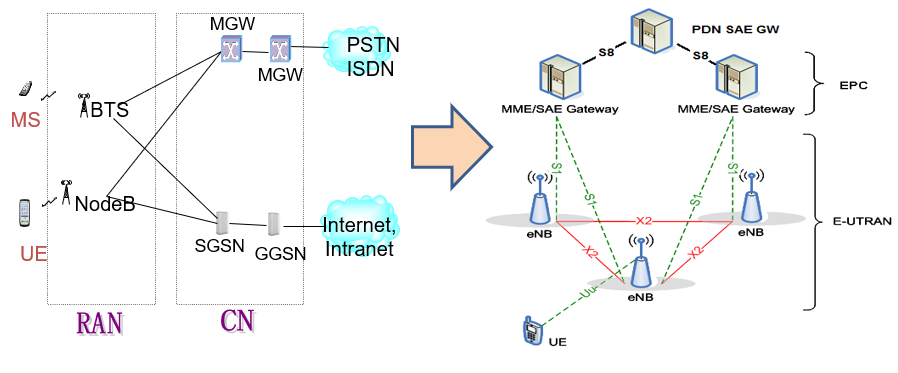 MGW
MGW
PSTN
ISDN
MS
BTS
NodeB
UE
SGSN
GGSN
Internet,
Intranet
RAN
CN
PDN SAE GW
S8
S8
MME/SAE Gateway
MME/SAE Gateway
EPC
S1
S1
S1
S1
eNB
X2
eNB
X2
X2
E-UTRAN
eNB
Uu
UE